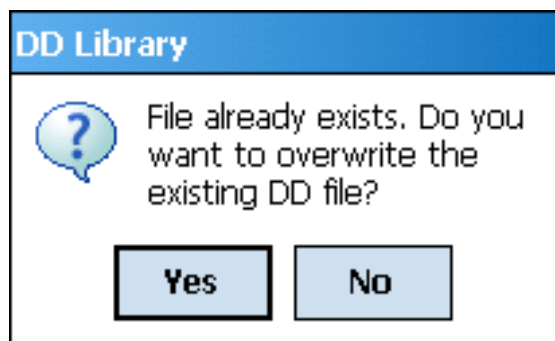 DD Library
File already exists. Do you
want to overwrite the
existing DD file?
Yes No